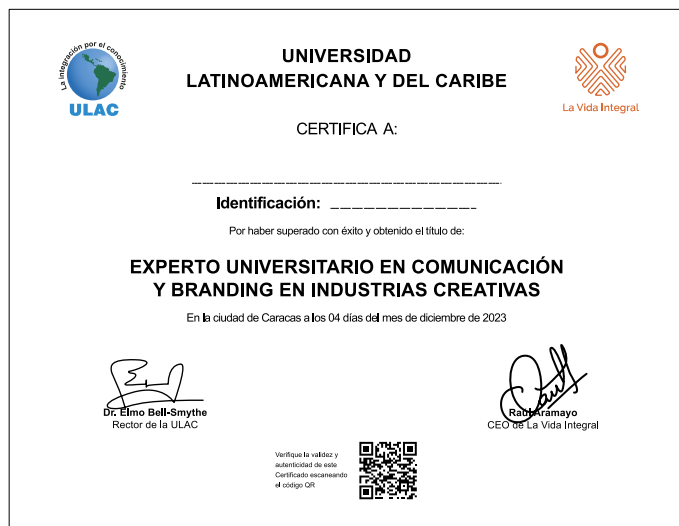 La integración por el conocimiento
ULAC
UNIVERSIDAD
LATINOAMERICANA Y DEL CARIBE
La Vida Integral
CERTIFICA A:
Identificación:
Por haber superado con éxito y obtenido el título de:
EXPERTO UNIVERSITARIO EN COMUNICACIÓN
Y BRANDING EN INDUSTRIAS CREATIVAS
En la ciudad de Caracas a los 04 días del mes de diciembre de 2023
Dr. Elmo Bell-Smythe
Rector de la ULAC
Raúl Aramayo
CEO de La Vida Integral
Verifique la validez y
autenticidad de este
Certificado escaneando
el código QR